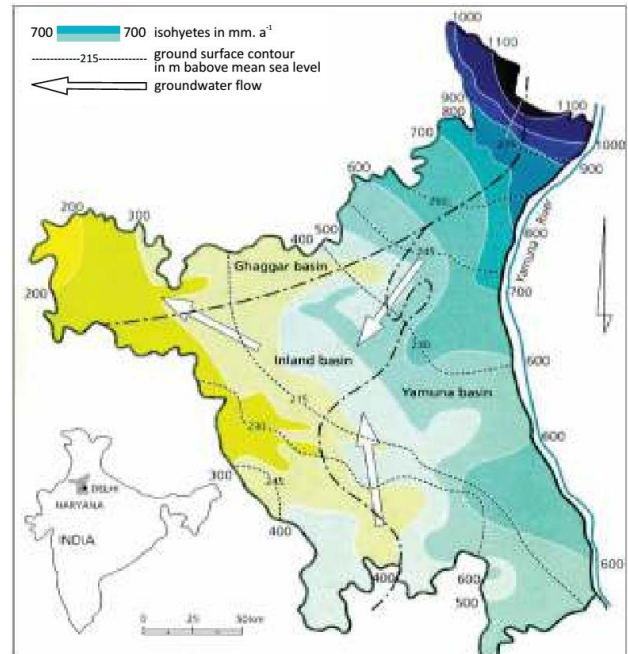 700 700 isohyetes in mm. a⁻¹
215 ground surface contour
in m babove mean sea level
groundwater flow
1000
1100
900
800
1100
700
1000
275
900
600
260
Yamuna River
200
300
500
400
245
800
Ghaggar basin
200
700
230
Inland basin
600
Yamuna basin
215
230
600
300
245
400
DELHI
NARYANA
INDIA
400
600
500
600
0 25 50km